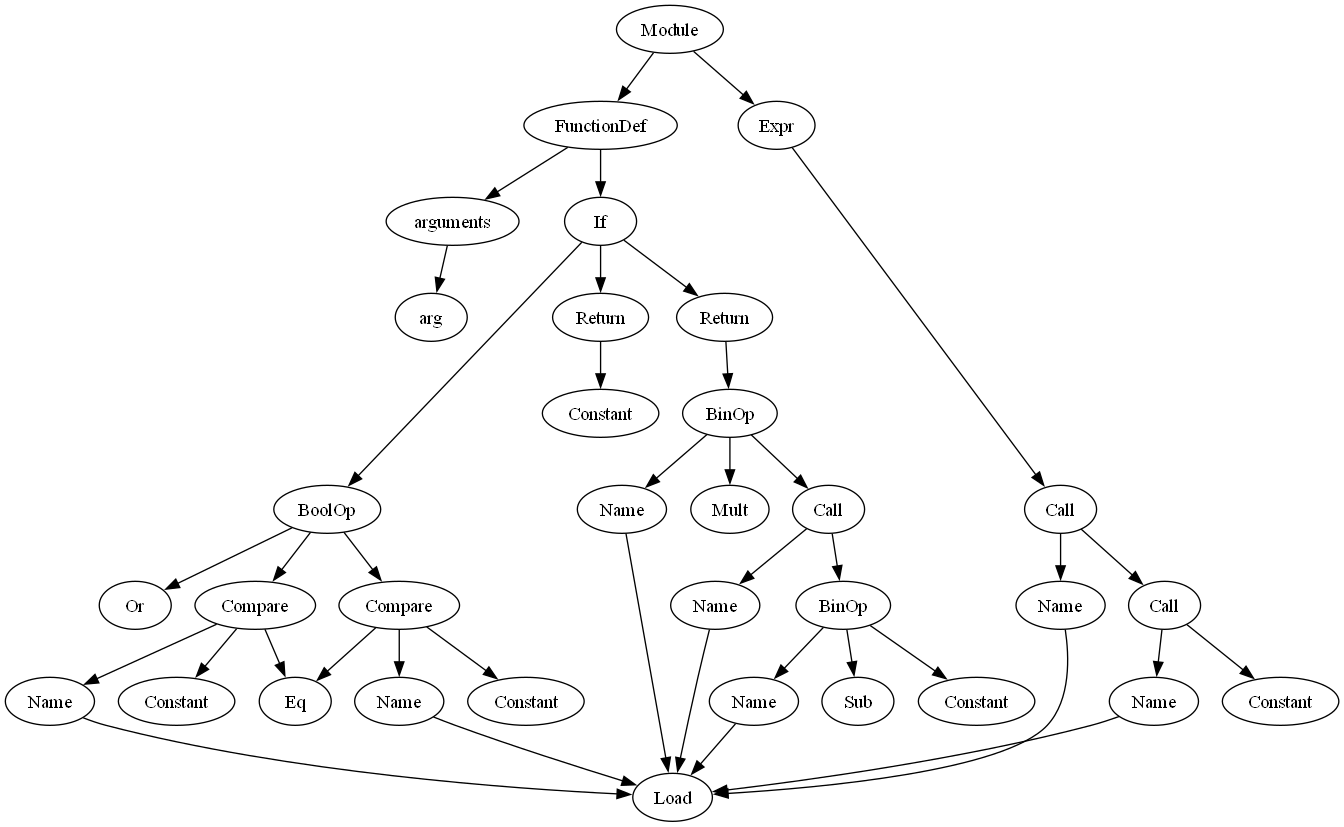 Module
FunctionDef
Expr
arguments
If
arg
Return
Return
Constant
BinOp
BoolOp
Name
Mult
Call
Call
Or
Compare
Compare
Name
BinOp
Name
Call
Name
Constant
Eq
Name
Constant
Name
Sub
Constant
Name
Constant
Load